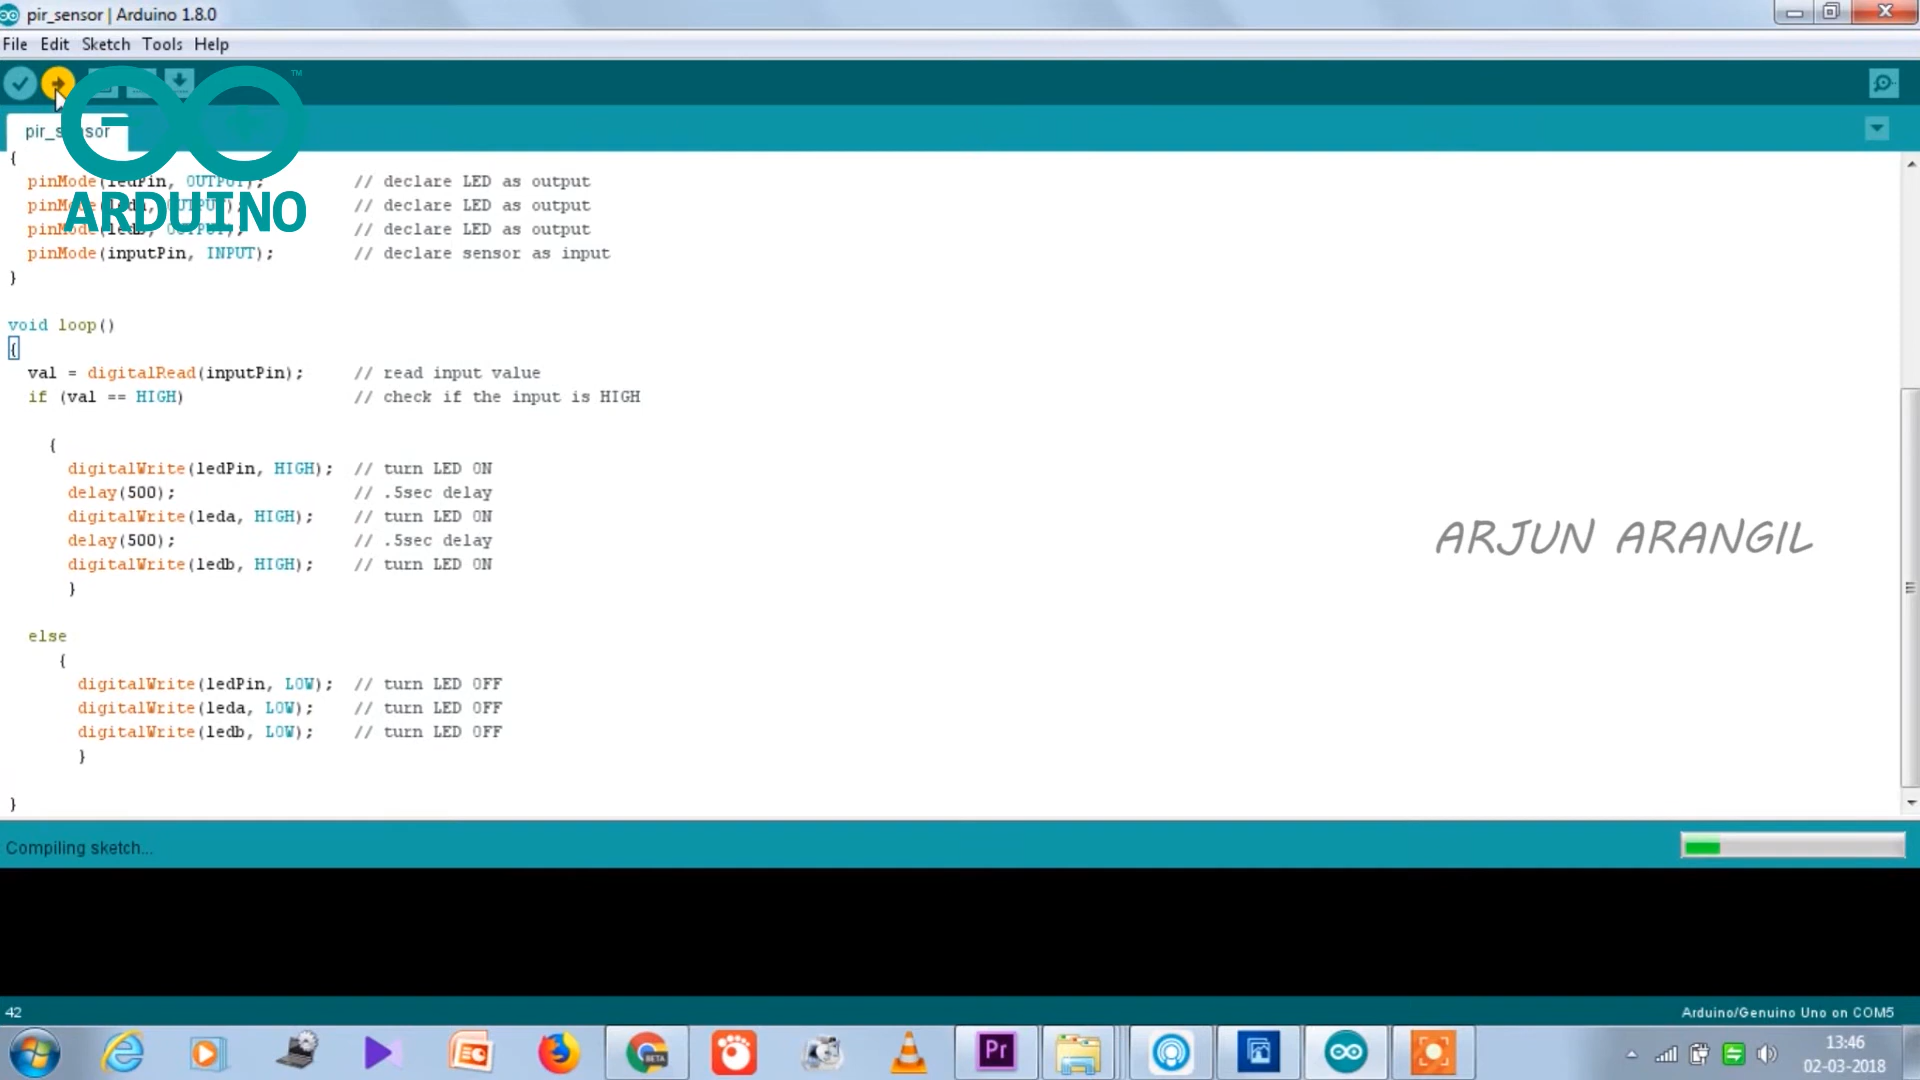 pir_sensor | Arduino 1.8.0
File Edit Sketch Tools Help
TM
pir_sensor
ARDUINO
{
pinMode(ledPin, OUTPUT); // declare LED as output
pinMode(leda, OUTPUT); // declare LED as output
pinMode(ledb, OUTPUT); // declare LED as output
pinMode(inputPin, INPUT); // declare sensor as input
}
void loop()
{
val = digitalRead(inputPin); // read input value
if (val == HIGH) // check if the input is HIGH
{
digitalWrite(ledPin, HIGH); // turn LED ON
delay(500); // .5sec delay
digitalWrite(leda, HIGH); // turn LED ON
delay(500); // .5sec delay
digitalWrite(ledb, HIGH); // turn LED ON
}
ARJUN ARANGIL
else
{
digitalWrite(ledPin, LOW); // turn LED OFF
digitalWrite(leda, LOW); // turn LED OFF
digitalWrite(ledb, LOW); // turn LED OFF
}
}
Compiling sketch...
42
Arduino/Genuino Uno on COM5
BETA
Pr
13:46
02-03-2018